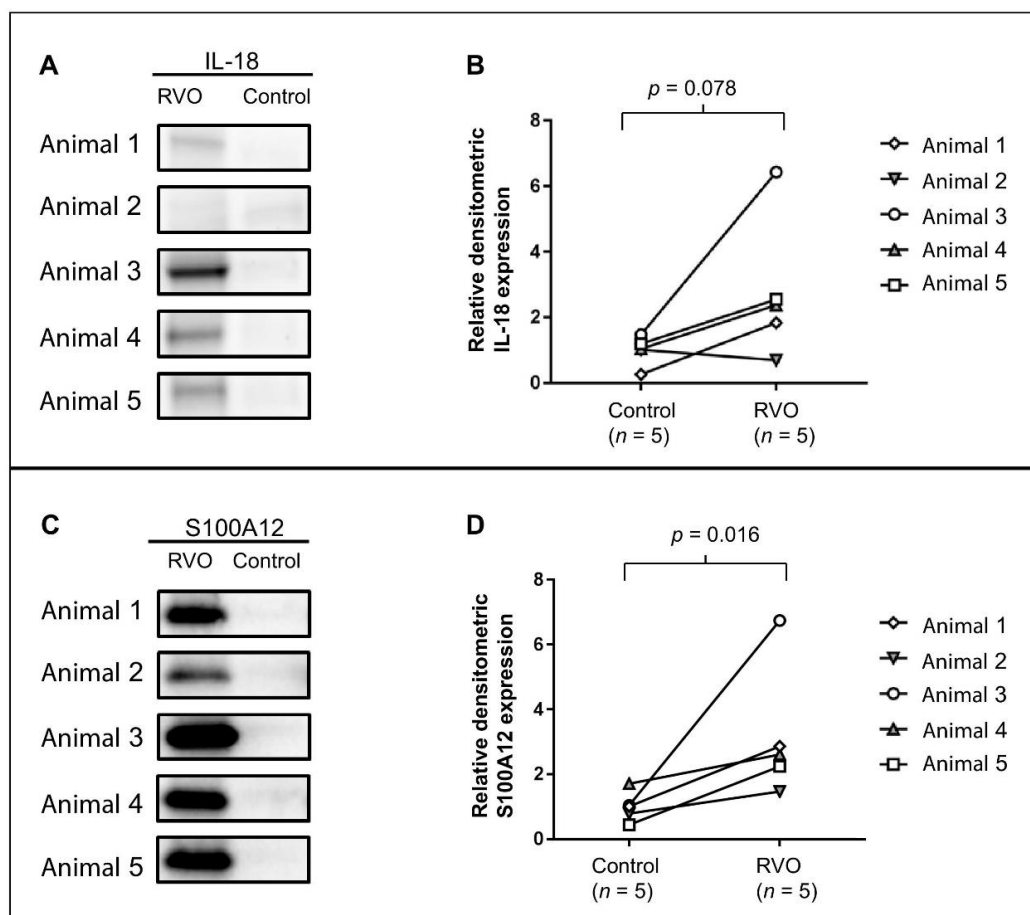 A
IL-18
RVO Control
Animal 1
Animal 2
Animal 3
Animal 4
Animal 5
B
p = 0.078
Relative densitometric
IL-18 expression
8
6
4
2
0
Control
(n = 5)
RVO
(n = 5)
Animal 1
Animal 2
Animal 3
Animal 4
Animal 5
C
S100A12
RVO Control
Animal 1
Animal 2
Animal 3
Animal 4
Animal 5
D
p = 0.016
Relative densitometric
S100A12 expression
8
6
4
2
0
Control
(n = 5)
RVO
(n = 5)
Animal 1
Animal 2
Animal 3
Animal 4
Animal 5